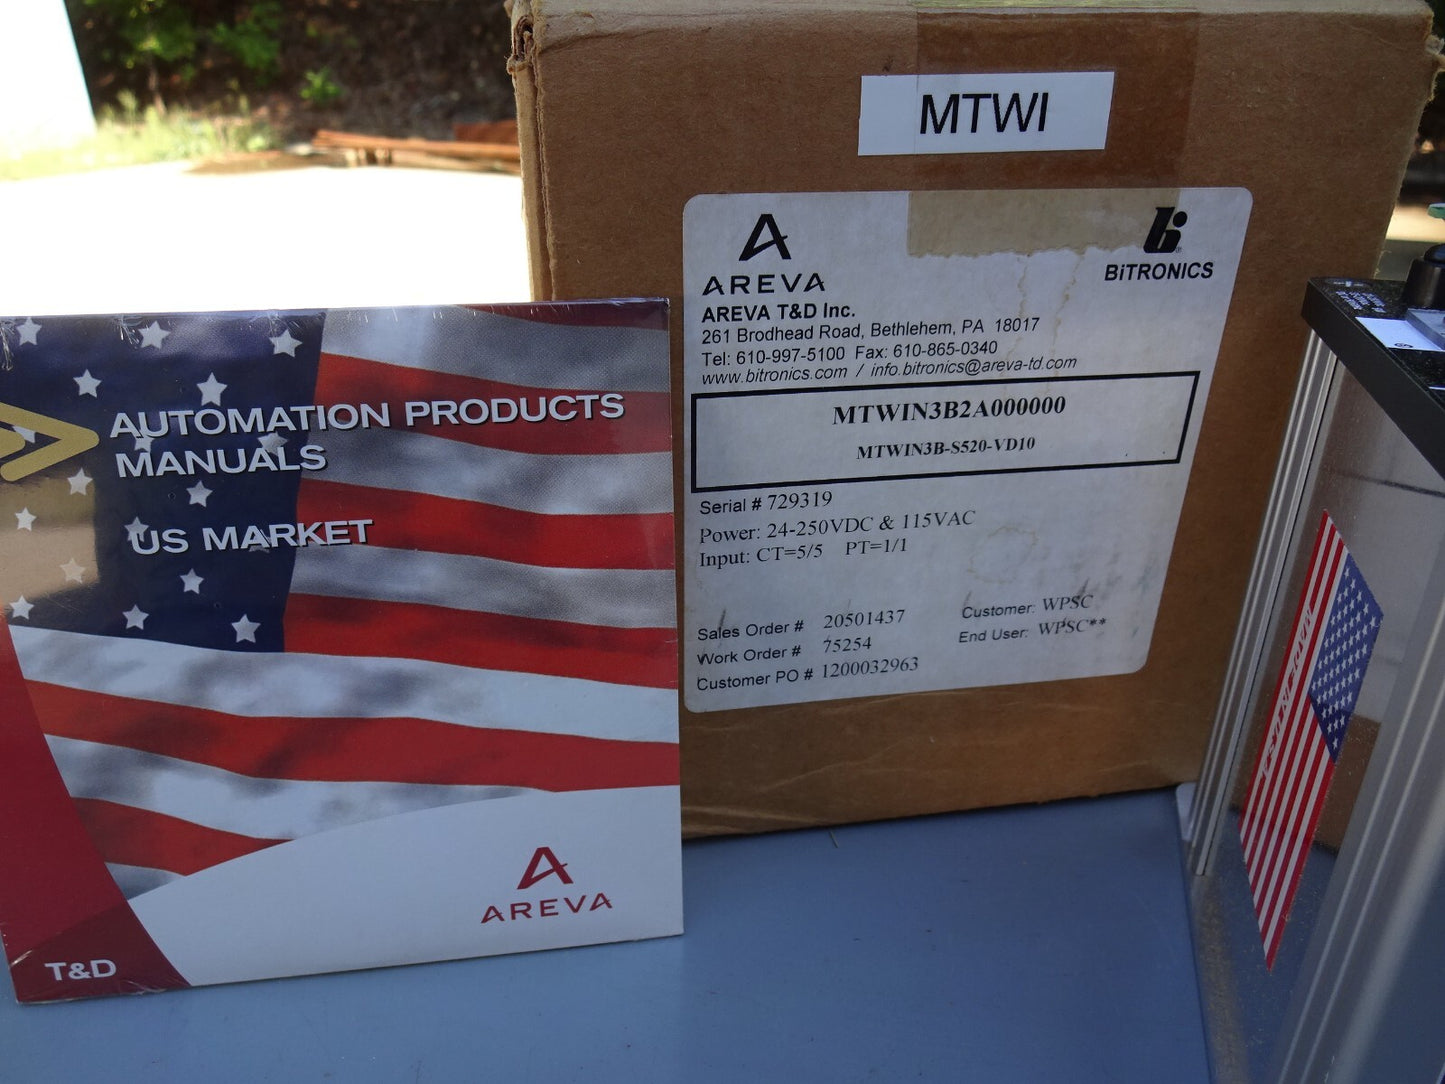 MTWI
AREVA
BiTRONICS
AREVA T&D Inc.
261 Brodhead Road, Bethlehem, PA 18017
Tel: 610-997-5100 Fax: 610-865-0340
www.bitronics.com / info.bitronics@areva-td.com
MTWIN3B2A000000
MTWIN3B-S520-VD10
Serial # 729319
Power: 24-250VDC & 115VAC
Input: CT=5/5 PT=1/1
Sales Order # 20501437
Customer: WPSC
Work Order # 75254
End User: WPSC**
Customer PO # 1200032963
AUTOMATION PRODUCTS
MANUALS
US MARKET
AREVA
T&D